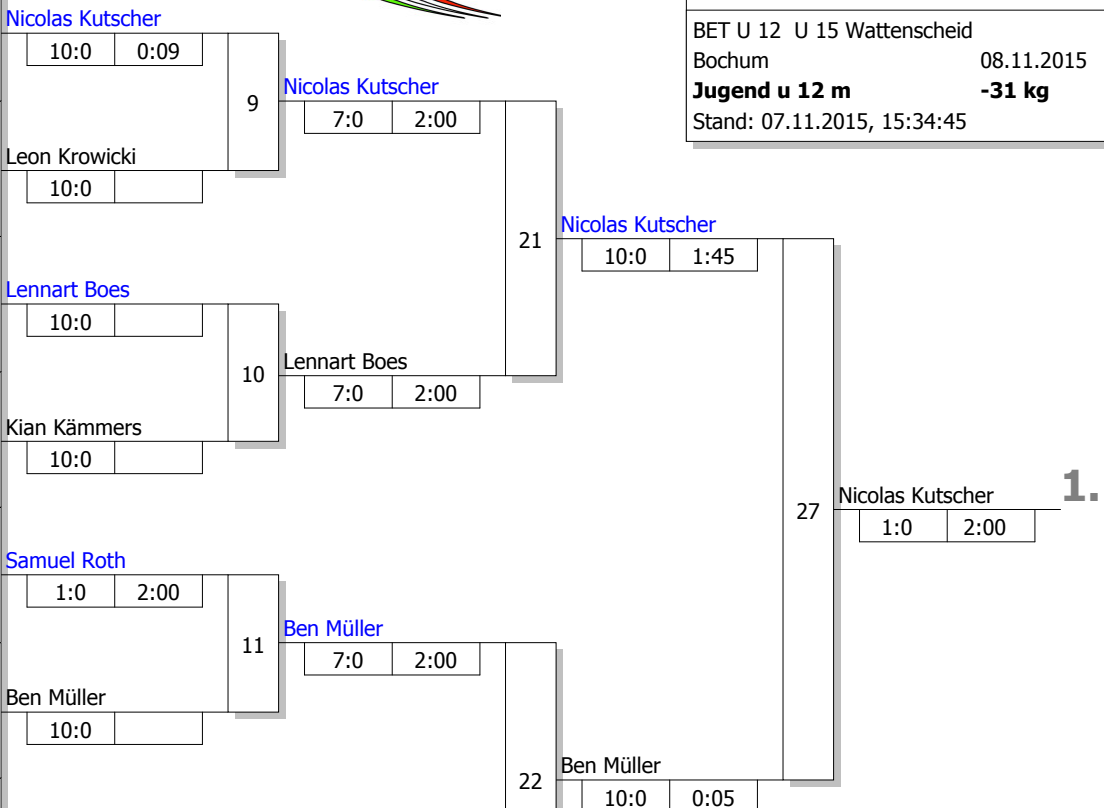 BET U 12  U 15 Wattenscheid
Bochum 08.11.2015
Jugend u 12 m -31 kg
Stand: 07.11.2015, 15:34:45
Nicolas Kutscher
10:0 0:09
9
Leon Krowicki
10:0
Nicolas Kutscher
7:0 2:00
Lennart Boes
10:0
10
Kian Kämmers
10:0
Lennart Boes
7:0 2:00
21
Nicolas Kutscher
10:0 1:45
Samuel Roth
1:0 2:00
11
Ben Müller
10:0
Ben Müller
7:0 2:00
22
Ben Müller
10:0 0:05
27
Nicolas Kutscher 1.
1:0 2:00